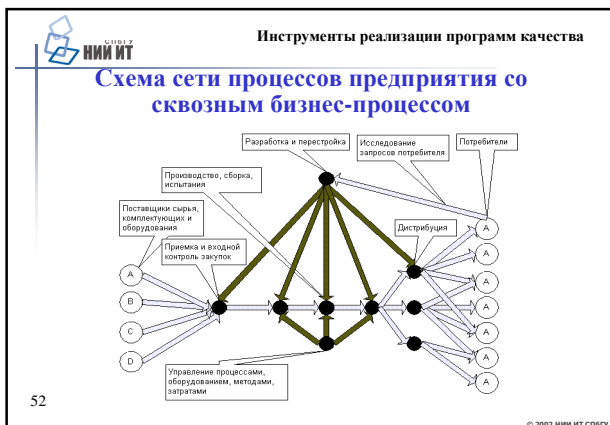 СПБГУ
НИИ ИТ
Инструменты реализации программ качества
Схема сети процессов предприятия со
сквозным бизнес-процессом
Разработка и перестройка
Исследование
запросов потребителя
Потребители
Производство, сборка,
испытания
Поставщики сырья,
комплектующих и
оборудования
Дистрибуция
Приемка и входной
контроль закупок
A
B
C
D
A
A
A
A
A
A
A
Управление процессами,
оборудованием, методами,
затратами
52
© 2002 НИИ ИТ СПбГУ